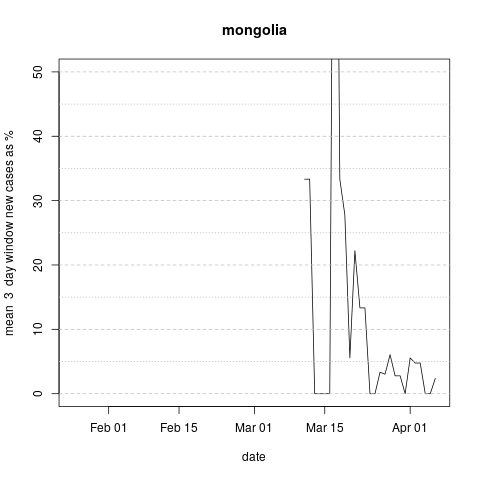 mongolia
mean  3  day window new cases as %
50
40
30
20
10
0
Feb 01
Feb 15
Mar 01
Mar 15
Apr 01
date